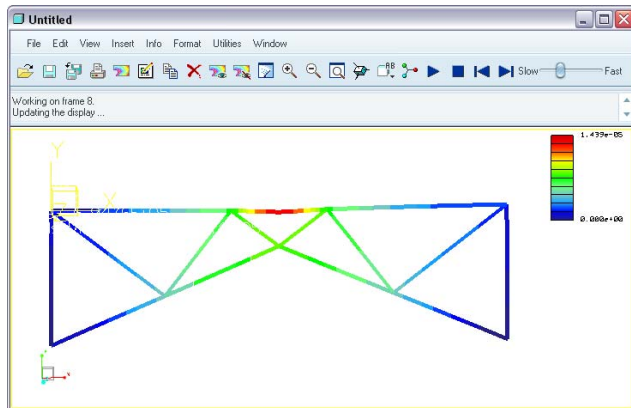 Untitled
File Edit View Insert Info Format Utilities Window
Slow Fast
Working on frame 8.
Updating the display ...
1.439e-05
0.000e+00
Y
X